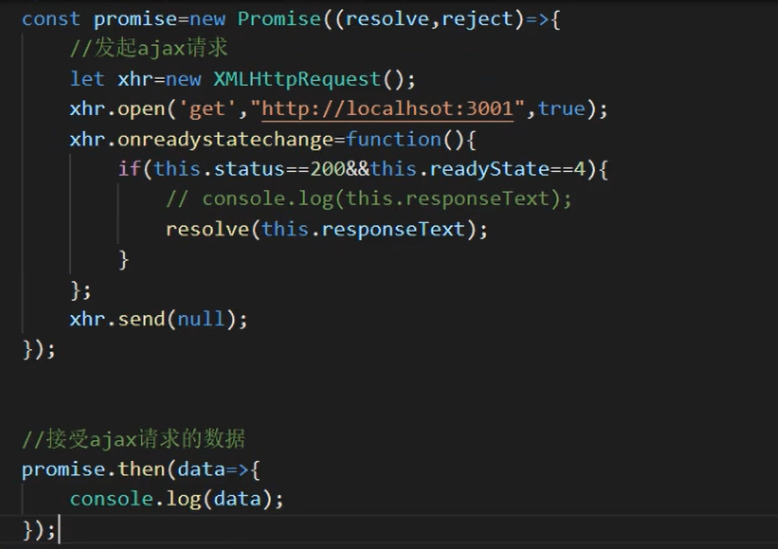 const promise=new Promise((resolve,reject)=>{
//发起ajax请求
let xhr=new XMLHttpRequest();
xhr.open('get',"http://localhsot:3001",true);
xhr.onreadystatechange=function(){
if(this.status==200&&this.readyState==4){
// console.log(this.responseText);
resolve(this.responseText);
}
};
xhr.send(null);
});
//接受ajax请求的数据
promise.then(data=>{
console.log(data);
});